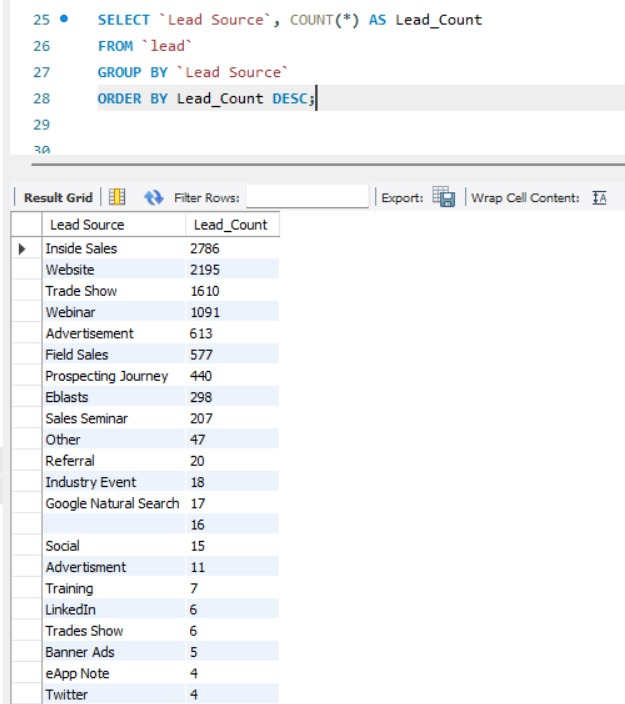 25 SELECT `Lead Source`, COUNT(*) AS Lead_Count
26 FROM `lead`
27 GROUP BY `Lead Source`
28 ORDER BY Lead_Count DESC;
29
30
Result Grid Filter Rows: Export: Wrap Cell Content: IA
Lead Source Lead_Count
Inside Sales 2786
Website 2195
Trade Show 1610
Webinar 1091
Advertisement 613
Field Sales 577
Prospecting Journey 440
Eblasts 298
Sales Seminar 207
Other 47
Referral 20
Industry Event 18
Google Natural Search 17
16
Social 15
Advertisment 11
Training 7
LinkedIn 6
Trades Show 6
Banner Ads 5
eApp Note 4
Twitter 4